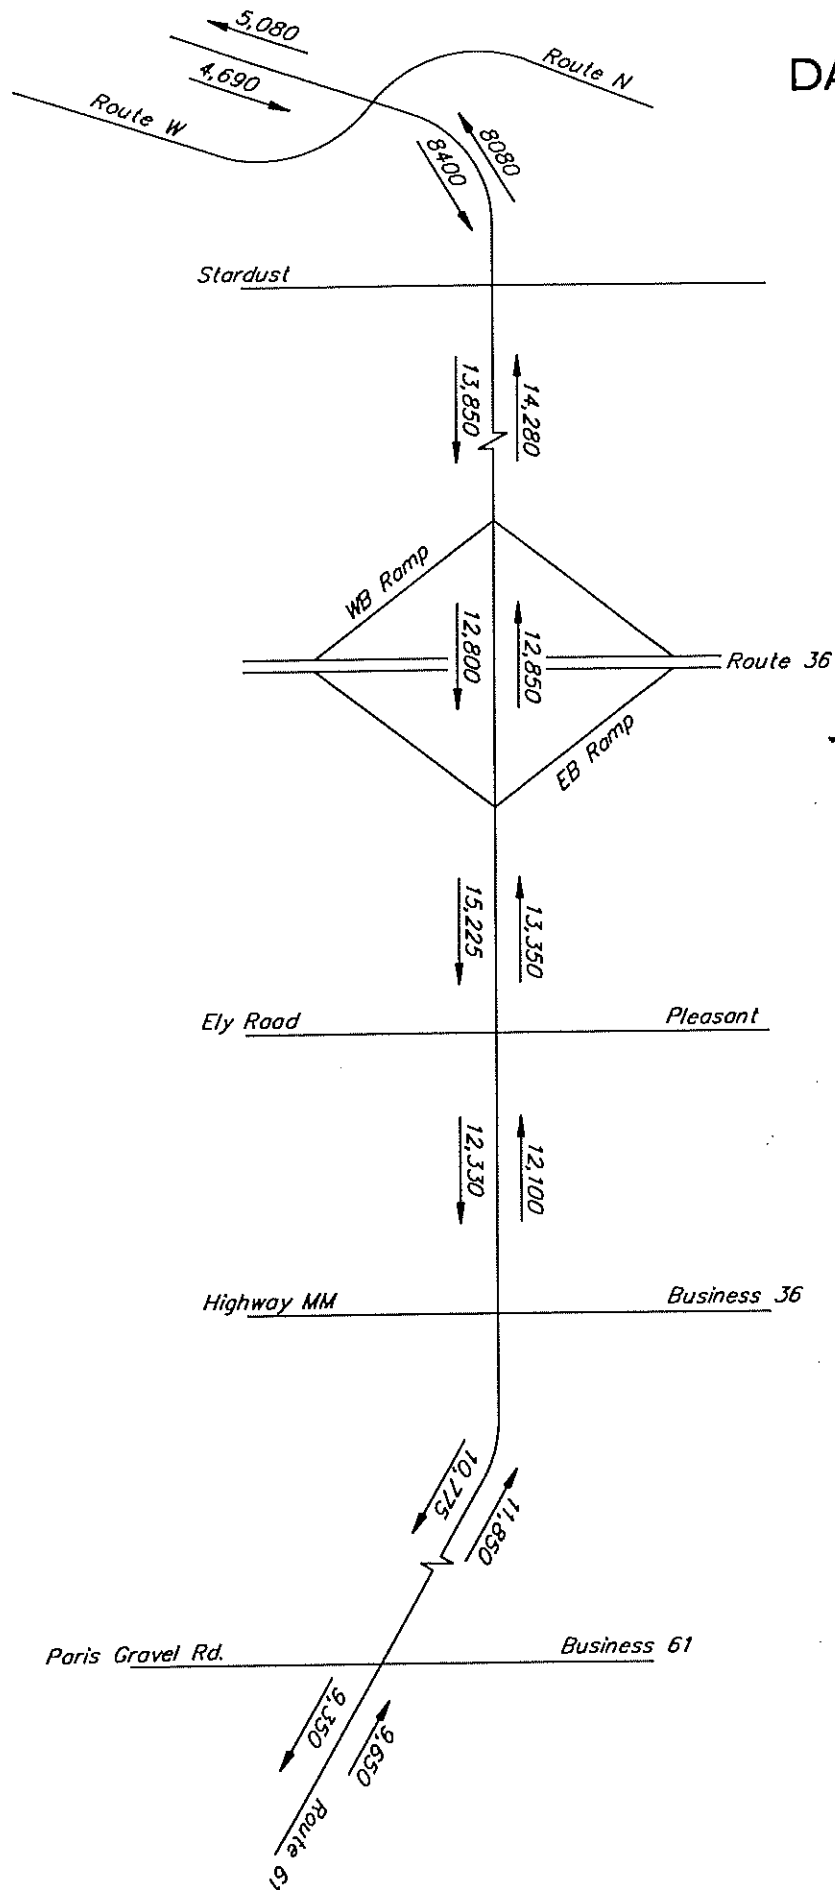 5,080
4,690
Route N
Route W
DA
8080
8400
Stardust
13,850
14,280
WB Ramp
12,800
12,850
Route 36
EB Ramp
15,225
13,350
Ely Road
Pleasant
12,330
12,100
Highway MM
Business 36
10,775
11,850
Paris Gravel Rd.
Business 61
9,350
9,650
Route 61